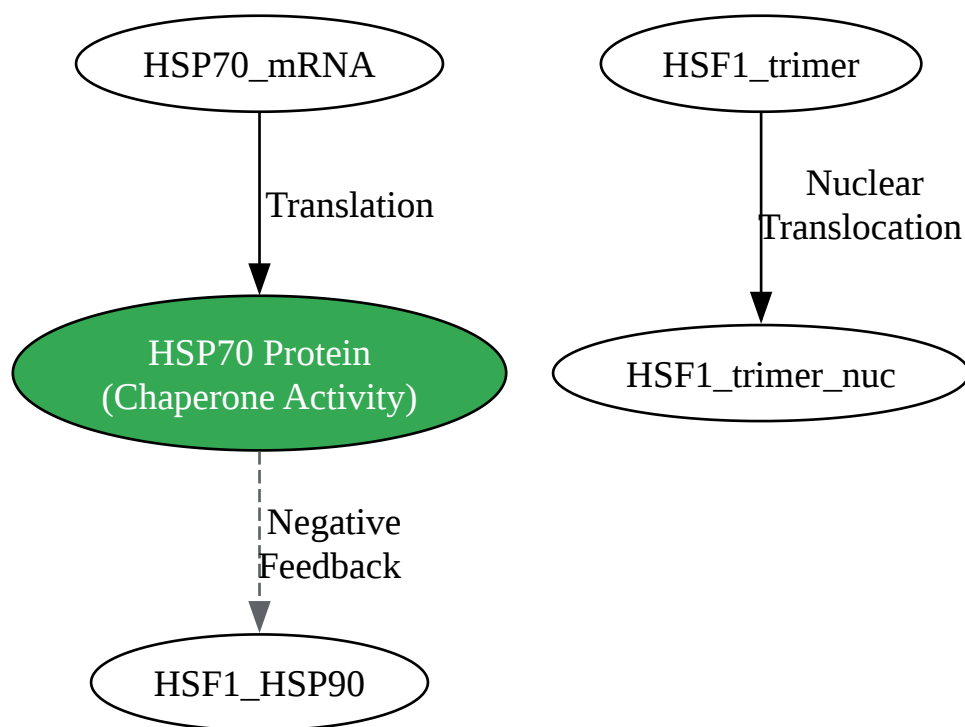 HSP70_mRNA
HSF1_trimer
Translation
Nuclear
Translocation
HSP70 Protein
(Chaperone Activity)
HSF1_trimer_nuc
Negative
Feedback
HSF1_HSP90